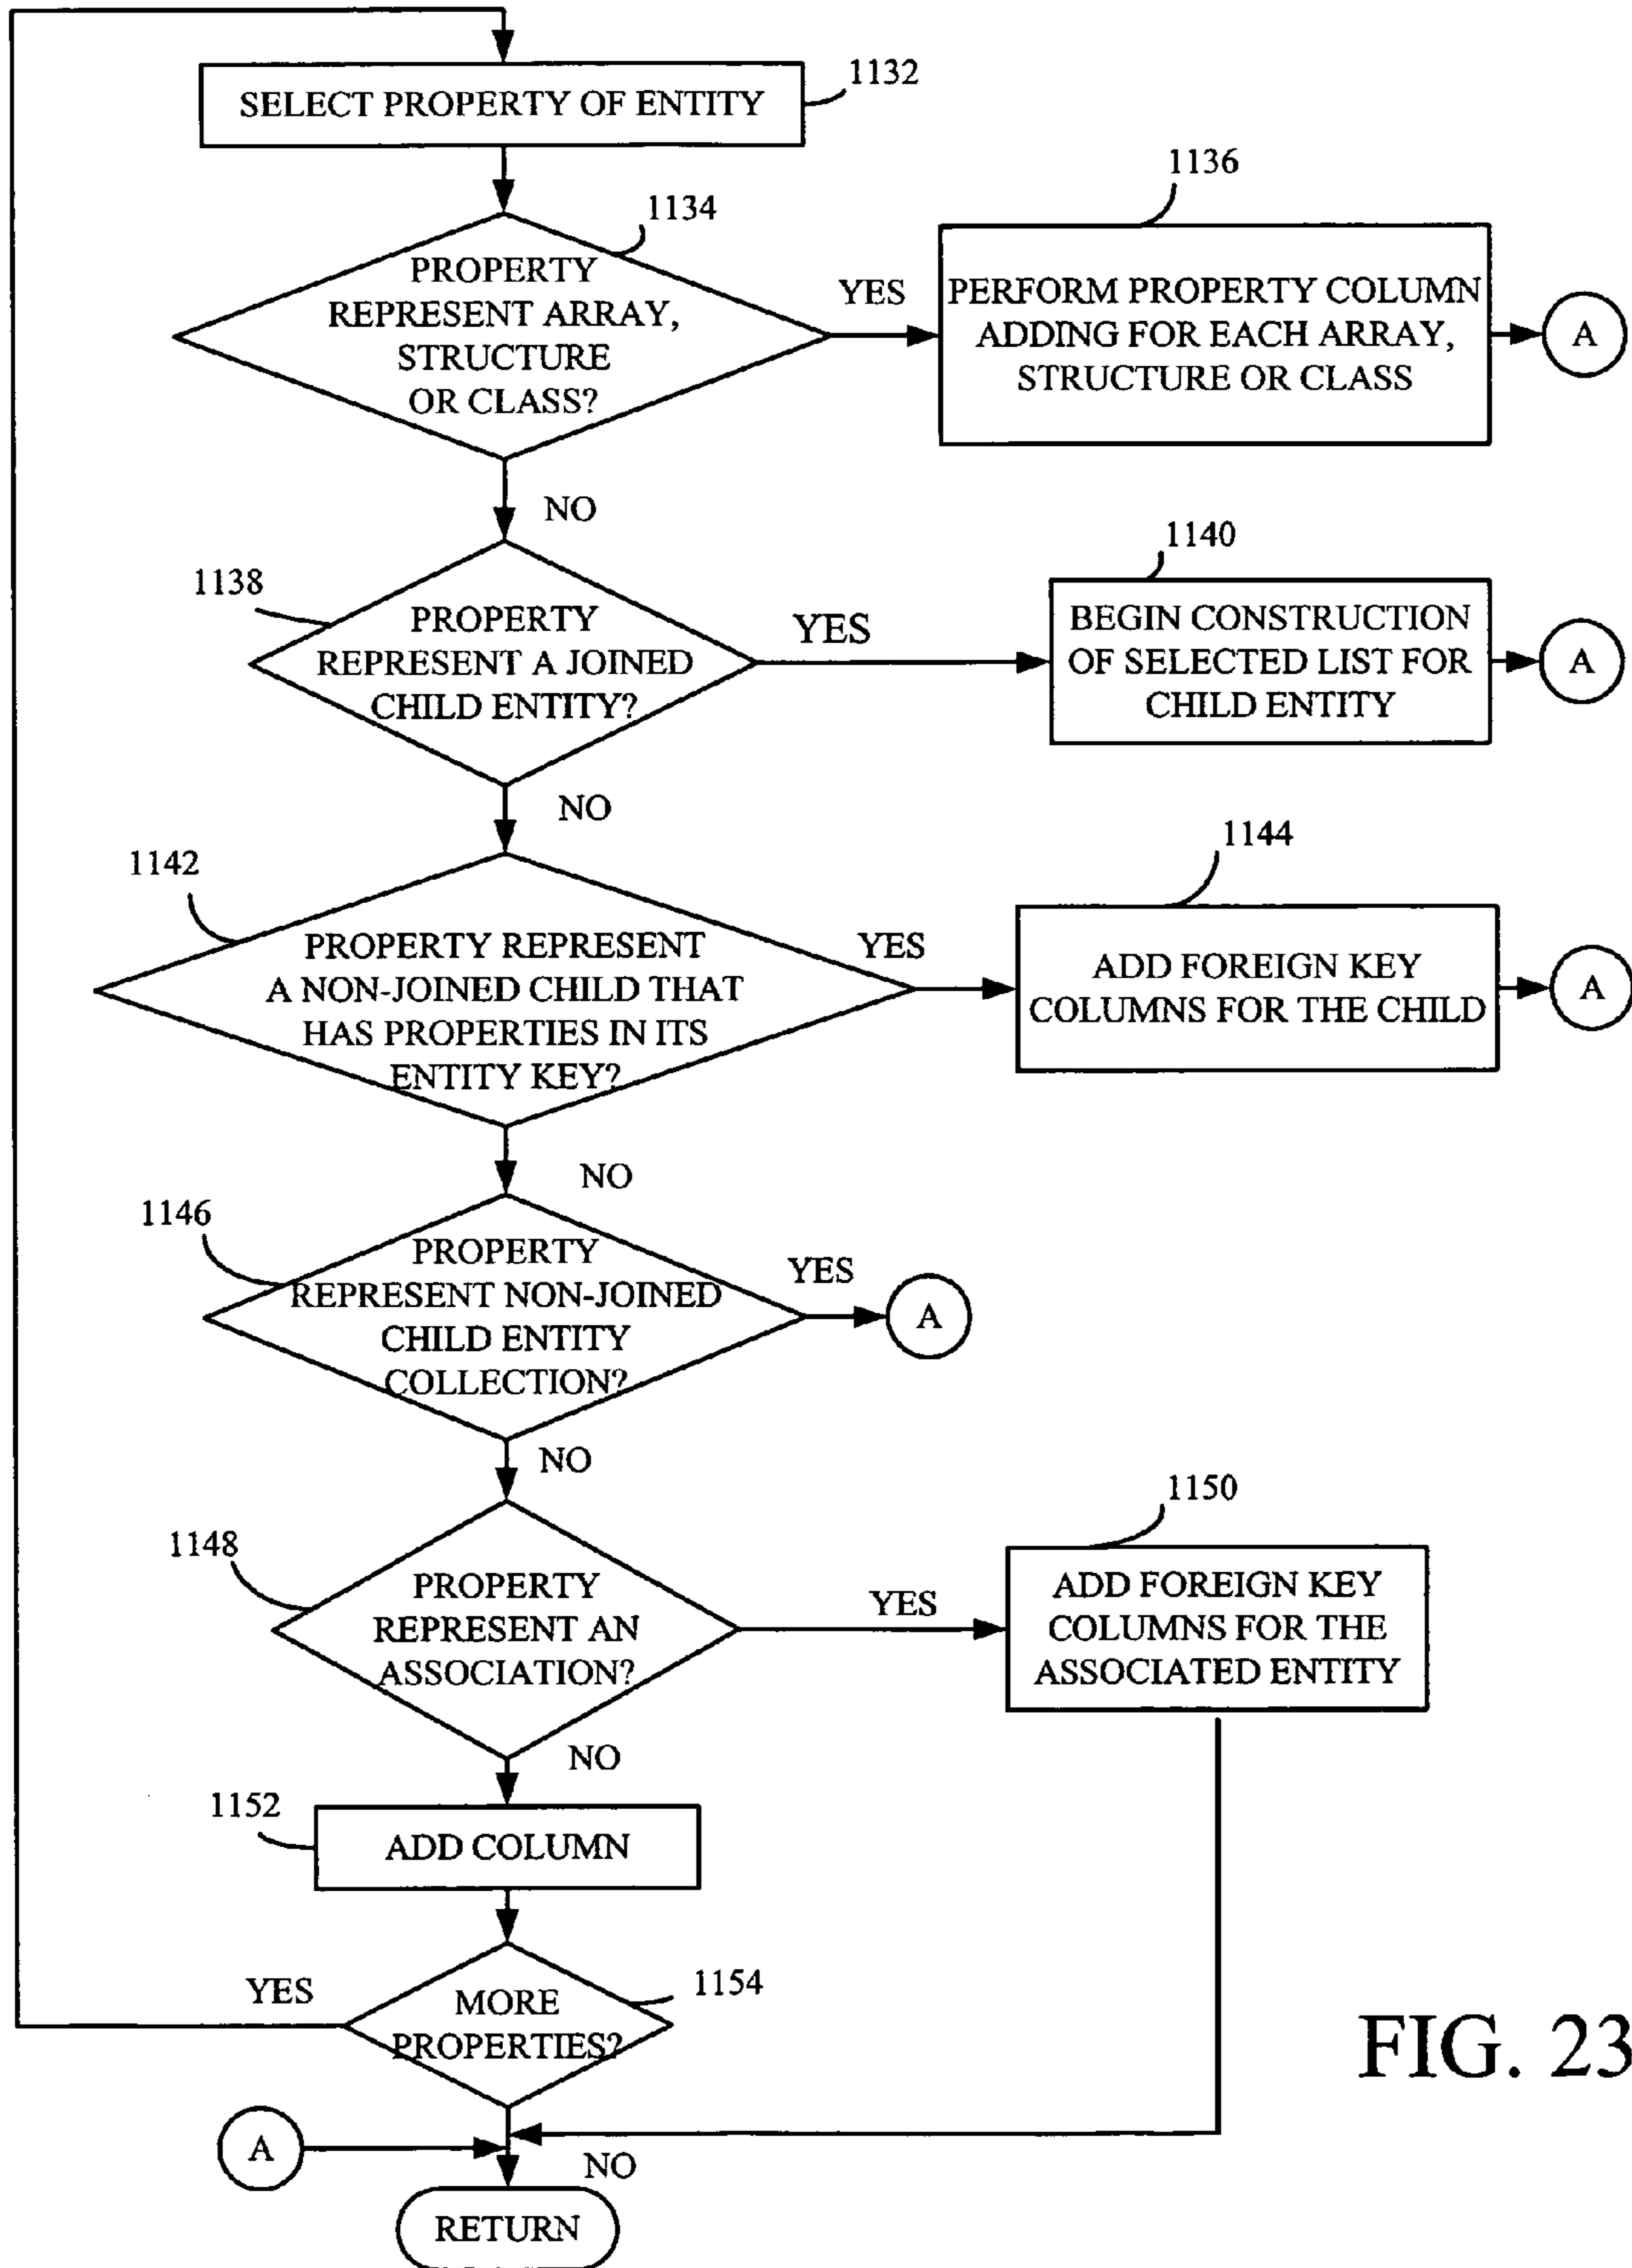 SELECT PROPERTY OF ENTITY
1132
1134
PROPERTY
REPRESENT ARRAY,
STRUCTURE
OR CLASS?
YES
1136
PERFORM PROPERTY COLUMN
ADDING FOR EACH ARRAY,
STRUCTURE OR CLASS
A
NO
1138
PROPERTY
REPRESENT A JOINED
CHILD ENTITY?
YES
1140
BEGIN CONSTRUCTION
OF SELECTED LIST FOR
CHILD ENTITY
A
NO
1142
PROPERTY REPRESENT
A NON-JOINED CHILD THAT
HAS PROPERTIES IN ITS
ENTITY KEY?
YES
1144
ADD FOREIGN KEY
COLUMNS FOR THE CHILD
A
NO
1146
PROPERTY
REPRESENT NON-JOINED
CHILD ENTITY
COLLECTION?
YES
A
NO
1148
PROPERTY
REPRESENT AN
ASSOCIATION?
YES
1150
ADD FOREIGN KEY
COLUMNS FOR THE
ASSOCIATED ENTITY
NO
1152
ADD COLUMN
YES
1154
MORE
PROPERTIES?
A
NO
RETURN
FIG. 23